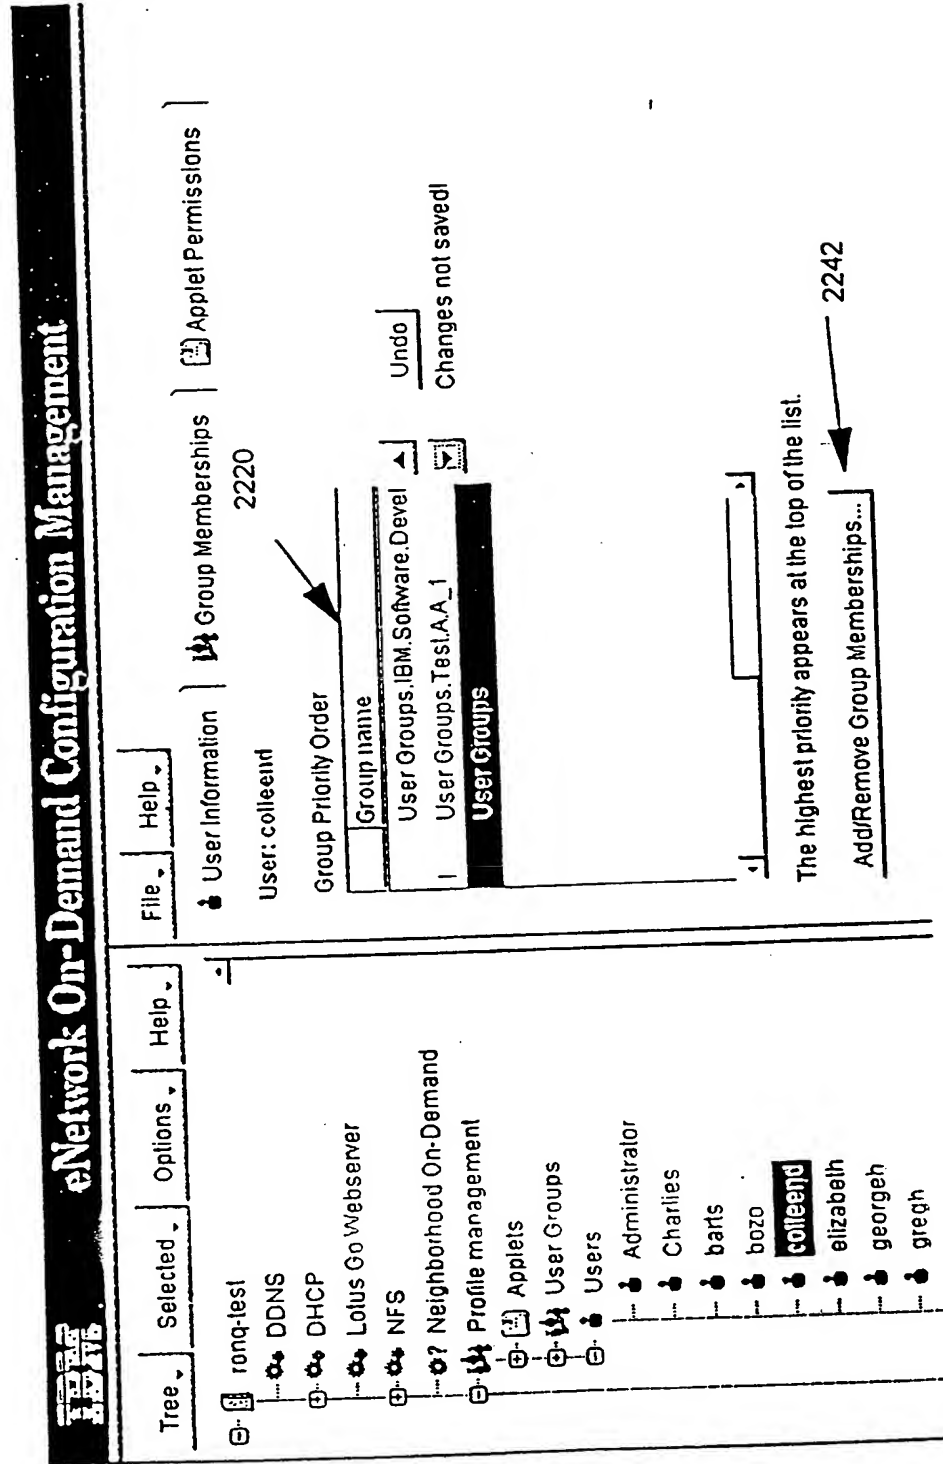 IBM
eNetwork On-Demand Configuration Management
Tree
Selected
Options
Help
ronq-test
DDNS
DHCP
Lotus Go Webserver
NFS
? Neighborhood On-Demand
Profile management
Applets
User Groups
Users
Administrator
Charlies
barts
bozo
colleend
elizabeth
georgeh
gregh
File
Help
User Information
Group Memberships
Applet Permissions
User: colleend
2220
Group Priority Order
Group name
User Groups.IBM.Software.Devel
User Groups.Test.A.A_1
User Groups
Undo
Changes not saved!
The highest priority appears at the top of the list.
Add/Remove Group Memberships...
2242